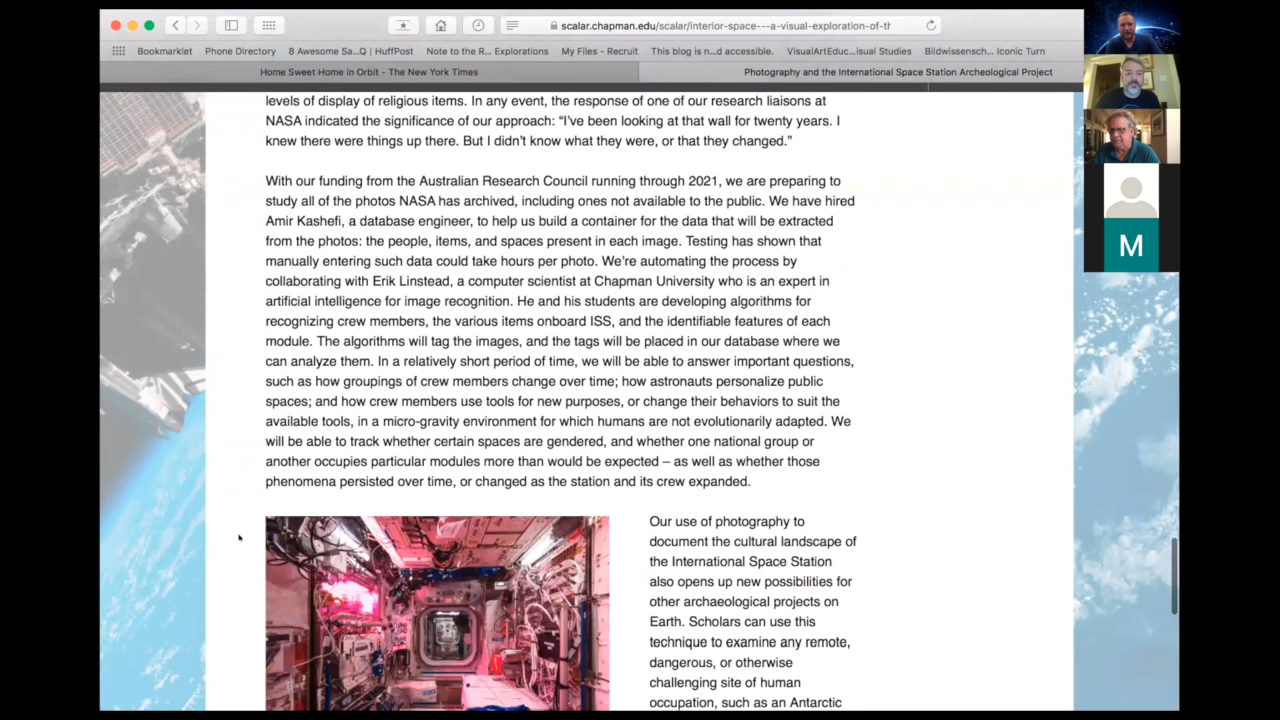 scalar.chapman.edu/scalar/interior-space---a-visual-exploration-of-th
Bookmarklet Phone Directory 8 Awesome Sa...Q | HuffPost Note to the R... Explorations My Files - Recruit This blog is n...d accessible. VisualArtEduc...isual Studies Bildwissensch... Iconic Turn
Home Sweet Home in Orbit - The New York Times Photography and the International Space Station Archeological Project
levels of display of religious items. In any event, the response of one of our research liaisons at
NASA indicated the significance of our approach: “I’ve been looking at that wall for twenty years. I
knew there were things up there. But I didn’t know what they were, or that they changed.”
With our funding from the Australian Research Council running through 2021, we are preparing to
study all of the photos NASA has archived, including ones not available to the public. We have hired
Amir Kashefi, a database engineer, to help us build a container for the data that will be extracted
from the photos: the people, items, and spaces present in each image. Testing has shown that
manually entering such data could take hours per photo. We’re automating the process by
collaborating with Erik Linstead, a computer scientist at Chapman University who is an expert in
artificial intelligence for image recognition. He and his students are developing algorithms for
recognizing crew members, the various items onboard ISS, and the identifiable features of each
module. The algorithms will tag the images, and the tags will be placed in our database where we
can analyze them. In a relatively short period of time, we will be able to answer important questions,
such as how groupings of crew members change over time; how astronauts personalize public
spaces; and how crew members use tools for new purposes, or change their behaviors to suit the
available tools, in a micro-gravity environment for which humans are not evolutionarily adapted. We
will be able to track whether certain spaces are gendered, and whether one national group or
another occupies particular modules more than would be expected – as well as whether those
phenomena persisted over time, or changed as the station and its crew expanded.
Our use of photography to
document the cultural landscape of
the International Space Station
also opens up new possibilities for
other archaeological projects on
Earth. Scholars can use this
technique to examine any remote,
dangerous, or otherwise
challenging site of human
occupation, such as an Antarctic
M